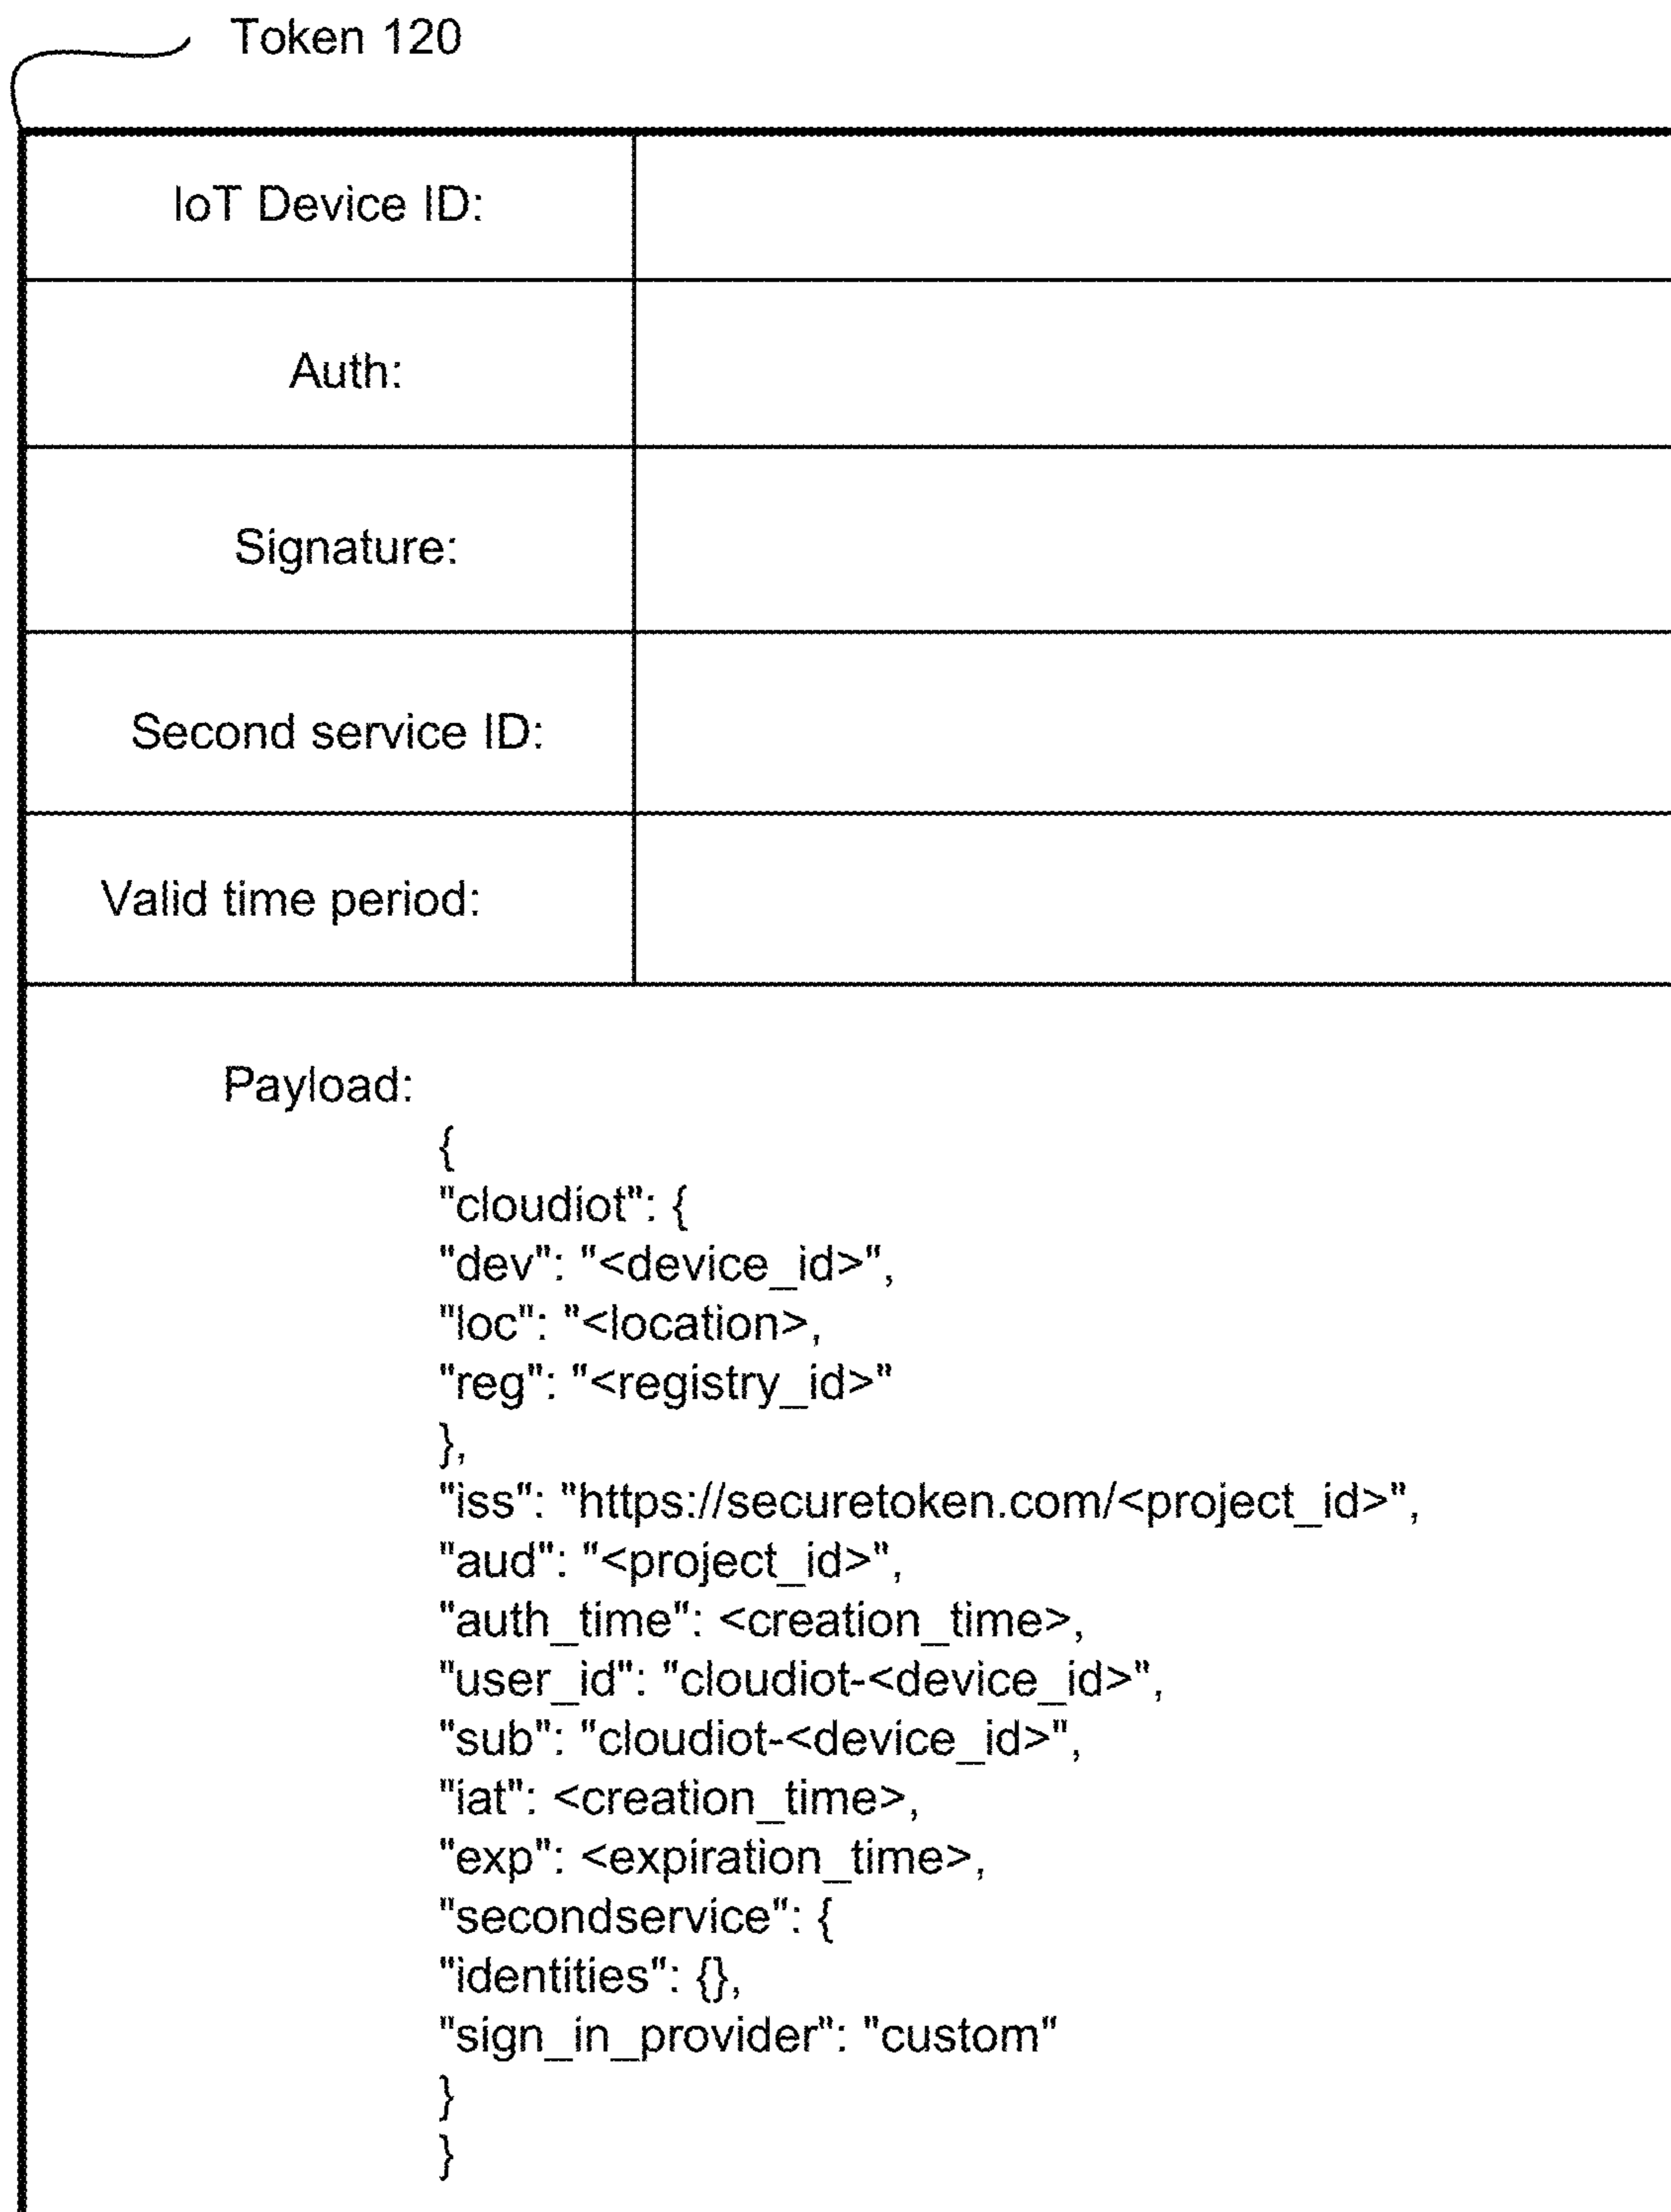 Token 120
IoT Device ID:
Auth:
Signature:
Second service ID:
Valid time period:
Payload:
{
"cloudiot": {
"dev": "<device_id>",
"loc": "<location>,
"reg": "<registry_id>"
},
"iss": "https://securetoken.com/<project_id>",
"aud": "<project_id>",
"auth_time": <creation_time>,
"user_id": "cloudiot-<device_id>",
"sub": "cloudiot-<device_id>",
"iat": <creation_time>,
"exp": <expiration_time>,
"secondservice": {
"identities": {},
"sign_in_provider": "custom"
}
}